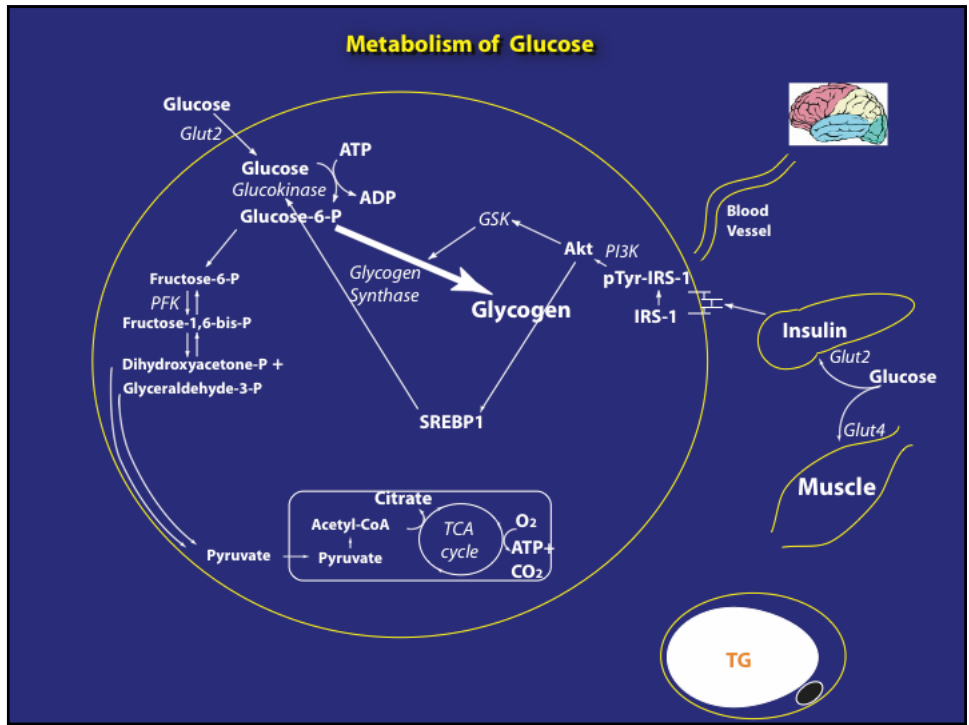 Metabolism of Glucose
Glucose
Glut2
Glucose
Glucokinase
ATP
ADP
Glucose-6-P
Fructose-6-P
PFK
Fructose-1,6-bis-P
Dihydroxyacetone-P +
Glyceraldehyde-3-P
GSK
Akt
PI3K
pTyr-IRS-1
IRS-1
Glycogen
Synthase
Glycogen
SREBP1
Pyruvate
Pyruvate
Acetyl-CoA
Citrate
TCA
cycle
O2
ATP+
CO2
Blood
Vessel
Insulin
Glut2
Glucose
Glut4
Muscle
TG